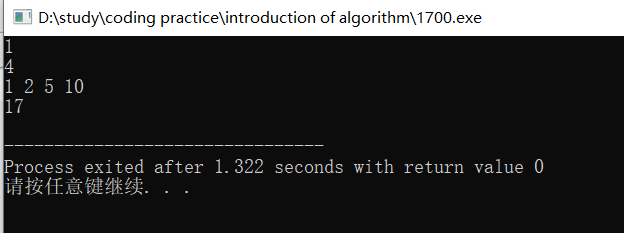 D:\study\coding practice\introduction of algorithm\1700.exe
1
4
1 2 5 10
17
--------------------------------
Process exited after 1.322 seconds with return value 0
请按任意键继续. . .